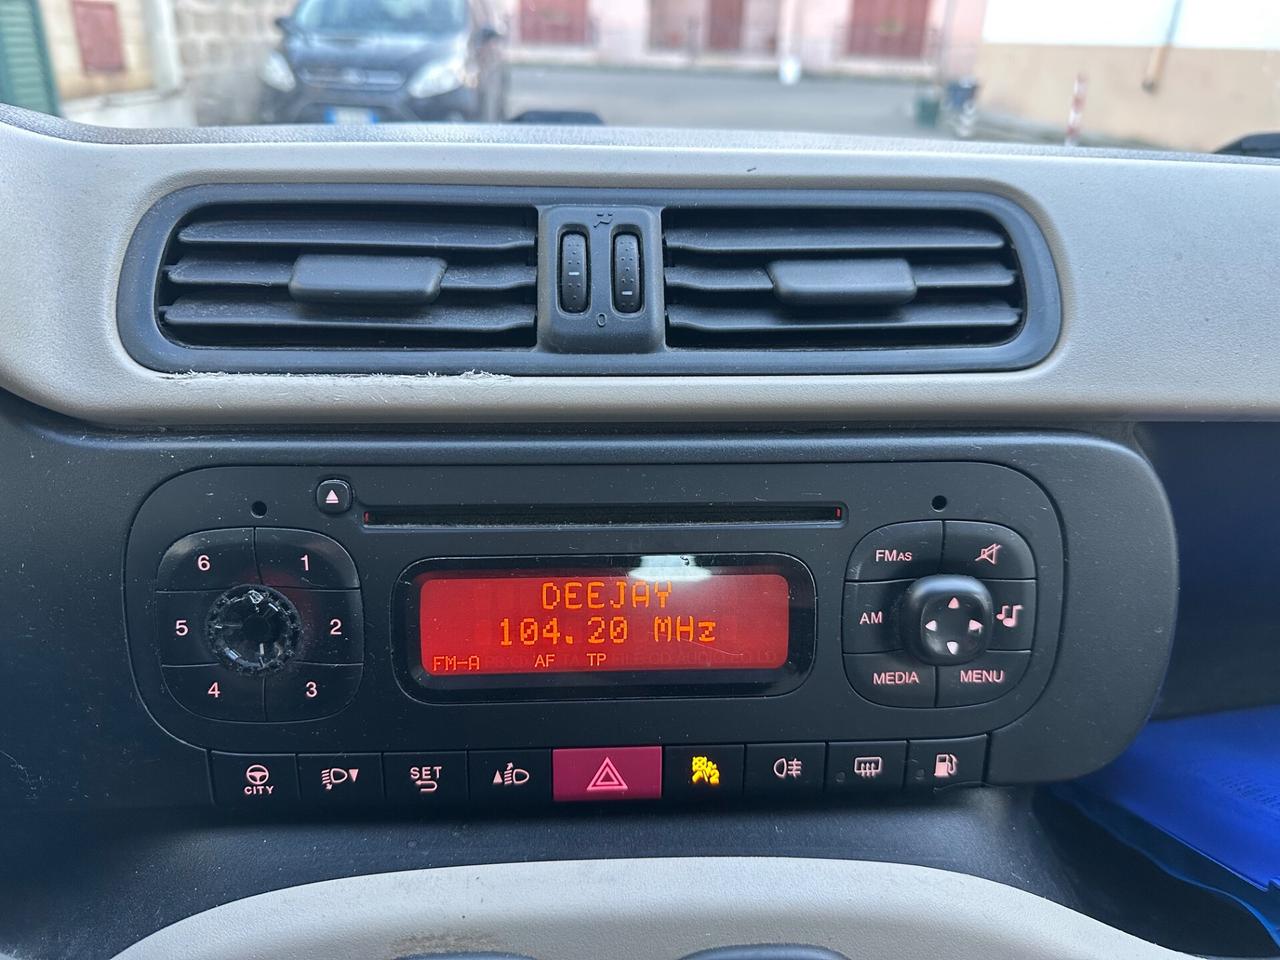 0
6
1
5
2
4
3
DEEJAY
104.20 MHz
FM-A AF TP
FMAS
AM
MEDIA
MENU
CITY
SET